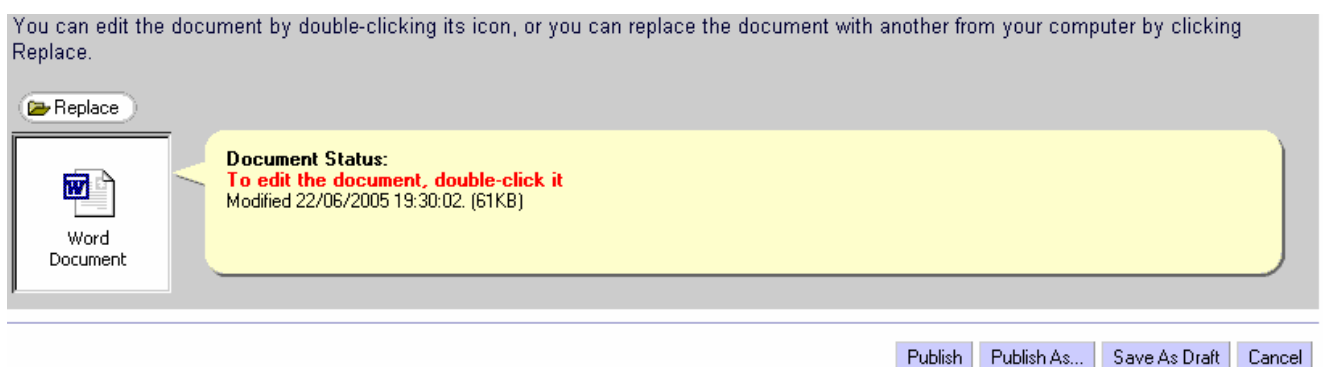 You can edit the document by double-clicking its icon, or you can replace the document with another from your computer by clicking
Replace.
Replace
Document Status:
To edit the document, double-click it
Modified 22/06/2005 19:30:02. (61KB)
W
Word
Document
Publish
Publish As...
Save As Draft
Cancel